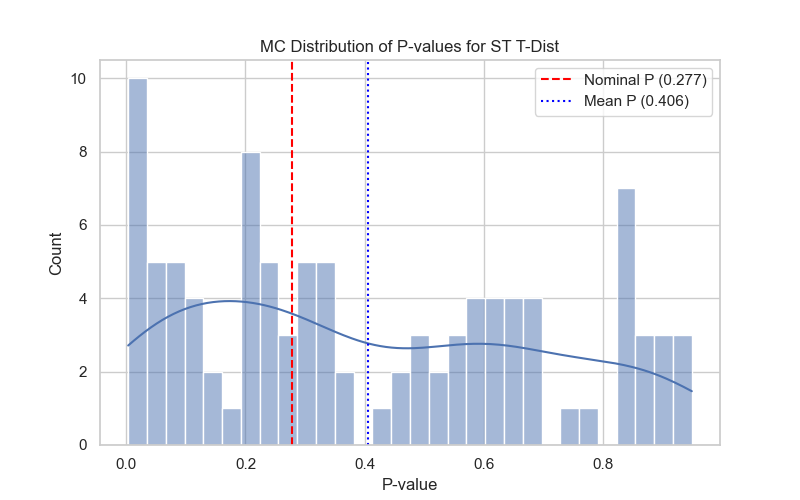 MC Distribution of P-values for ST T-Dist
Nominal P (0.277)
Mean P (0.406)
Count
10
8
6
4
2
0
0.0 0.2 0.4 0.6 0.8
P-value